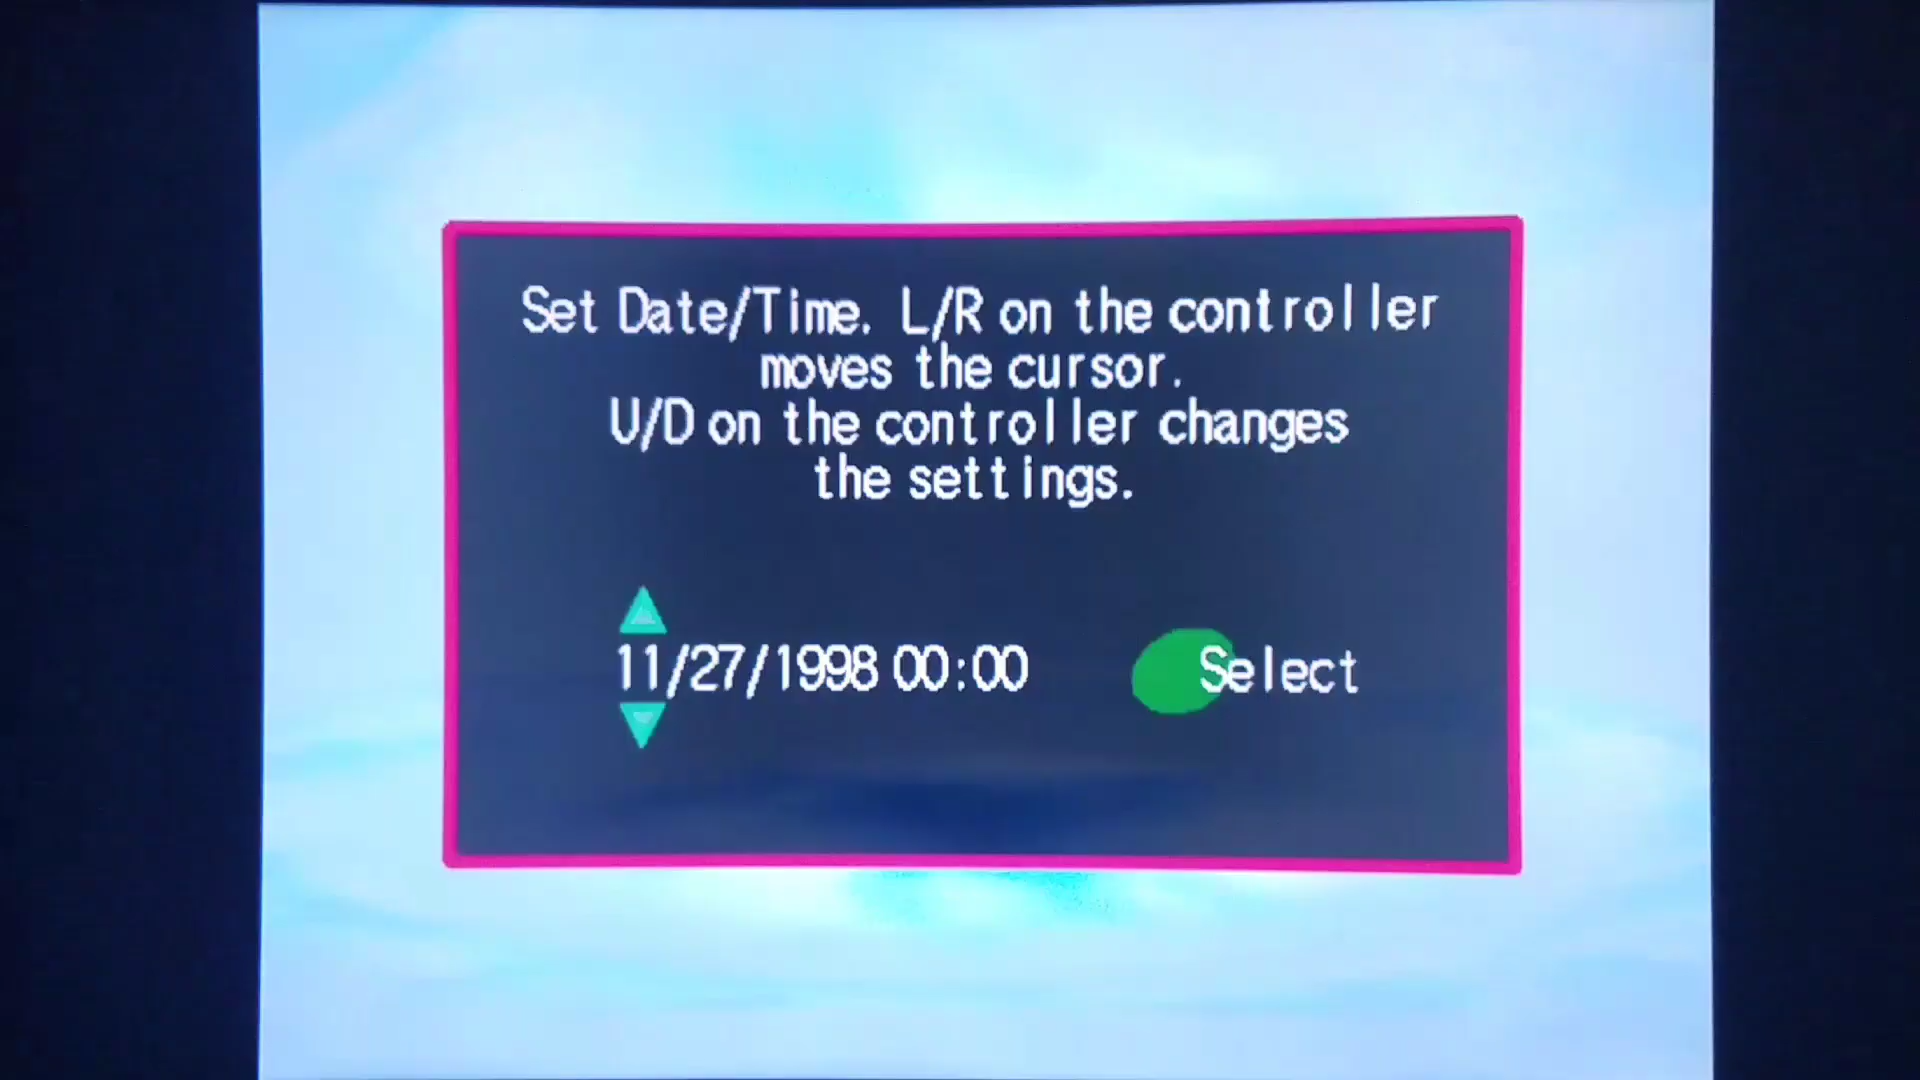 Set Date/Time. L/R on the controller
moves the cursor.
U/D on the controller changes
the settings.
11/27/1998 00:00
Select